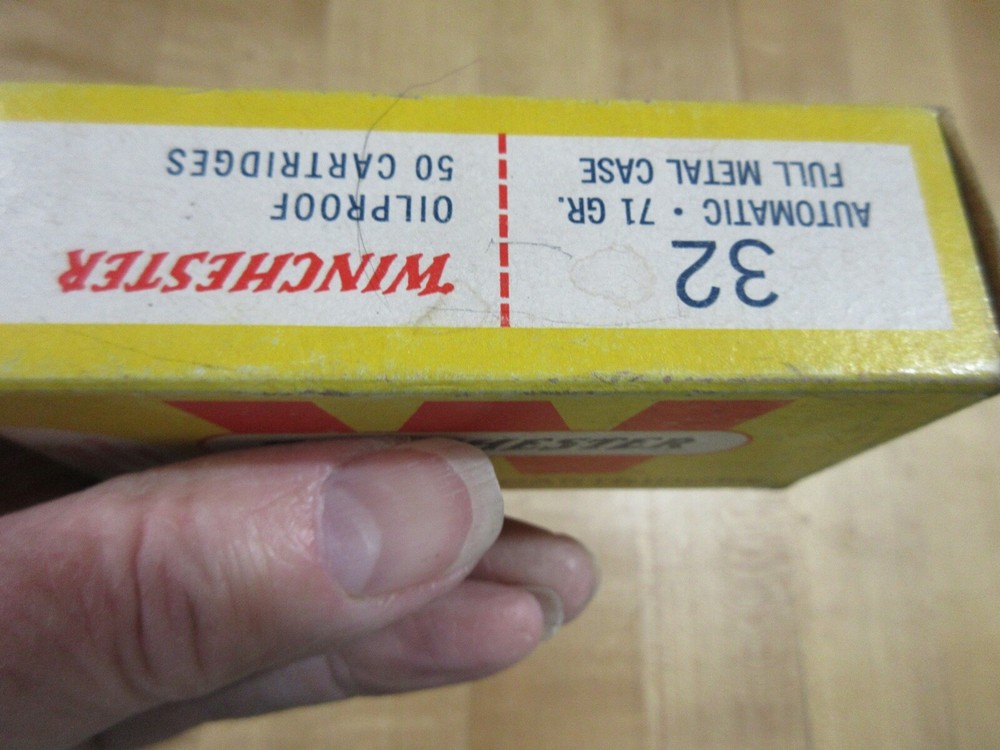 32
AUTOMATIC • 71 GR.
FULL METAL CASE
WINCHESTER
OILPROOF
50 CARTRIDGES